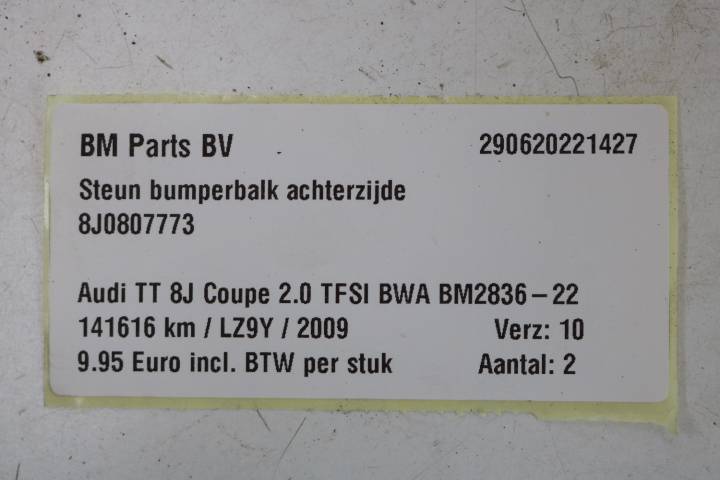 BM Parts BV 290620221427
Steun bumperbalk achterzijde
8J0807773
Audi TT 8J Coupe 2.0 TFSI BWA BM2836-22
141616 km / LZ9Y / 2009 Verz: 10
9.95 Euro incl. BTW per stuk Aantal: 2